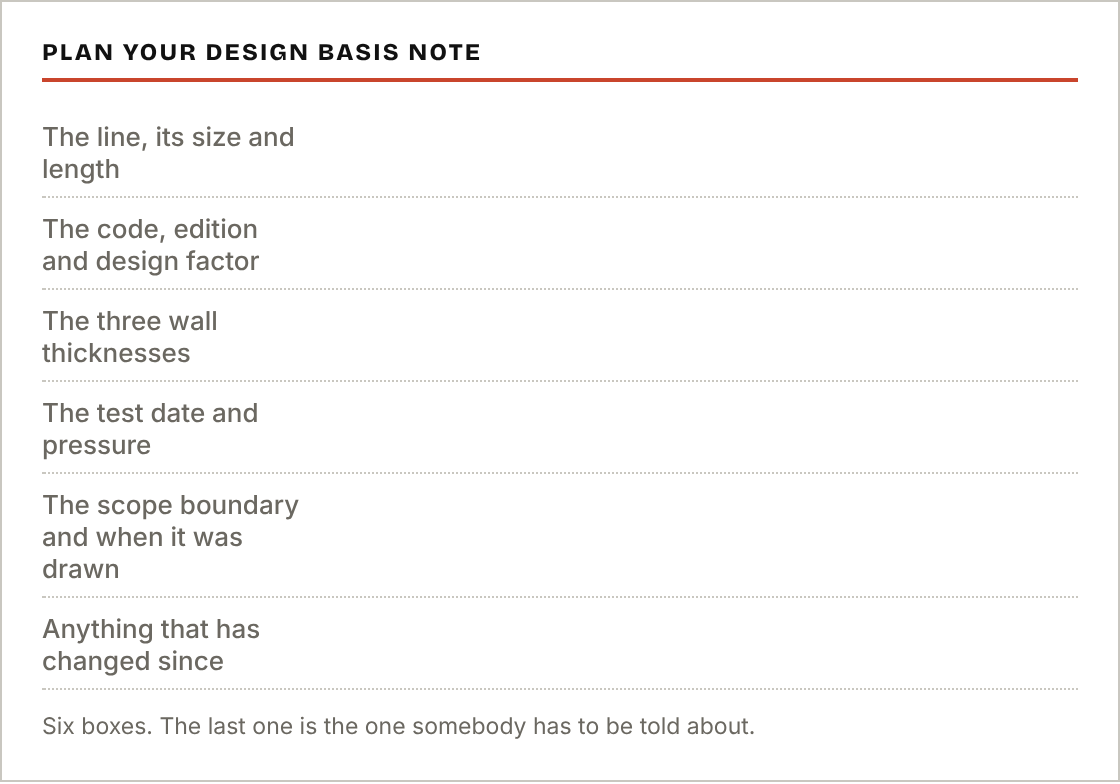 PLAN YOUR DESIGN BASIS NOTE
The line, its size and
length
The code, edition
and design factor
The three wall
thicknesses
The test date and
pressure
The scope boundary
and when it was
drawn
Anything that has
changed since
Six boxes. The last one is the one somebody has to be told about.